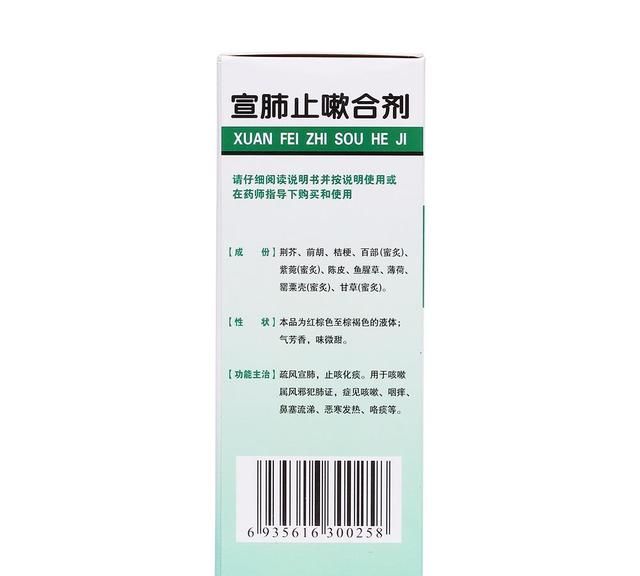 宣肺止嗽合剂
XUAN FEI ZHI SOU HE JI
请仔细阅读说明书并按说明使用或
在药师指导下购买和使用
【成 份】荆芥、前胡、桔梗、百部(蜜炙)、
紫菀(蜜炙)、陈皮、鱼腥草、薄荷、
罂粟壳(蜜炙)、甘草(蜜炙)。
【性 状】本品为红棕色至棕褐色的液体；
气芳香，味微甜。
【功能主治】疏风宣肺，止咳化痰。用于咳嗽
属风邪犯肺证，症见咳嗽、咽痒、
鼻塞流涕、恶寒发热、咯痰等。
6 935616 300258